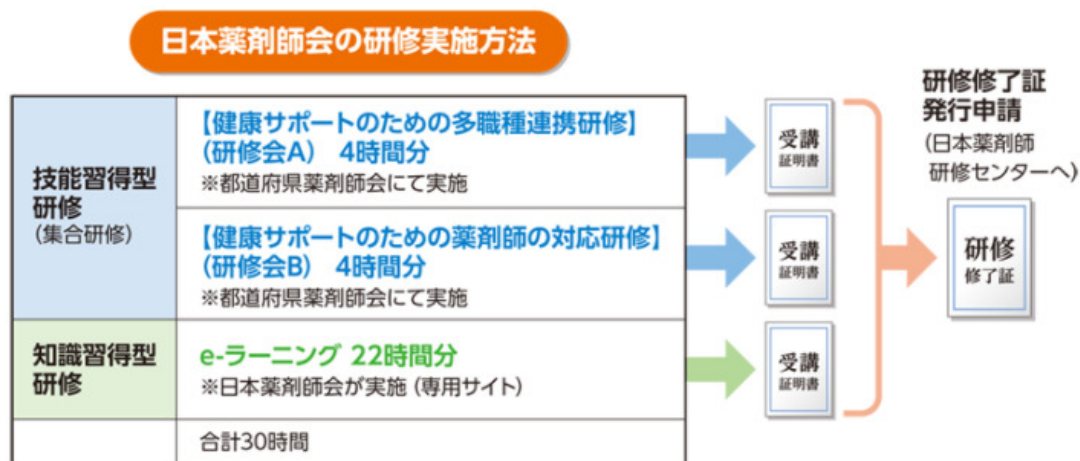 日本薬剤師会の研修実施方法
技能習得型
研修
(集合研修)
【健康サポートのための多職種連携研修】
(研修会A) 4時間分
※都道府県薬剤師会にて実施
【健康サポートのための薬剤師の対応研修】
(研修会B) 4時間分
※都道府県薬剤師会にて実施
知識習得型
研修
e-ラーニング 22時間分
※日本薬剤師会が実施 (専用サイト)
合計30時間
受講
証明書
受講
証明書
受講
証明書
研修修了証
発行申請
(日本薬剤師
研修センターへ)
研修
修了証